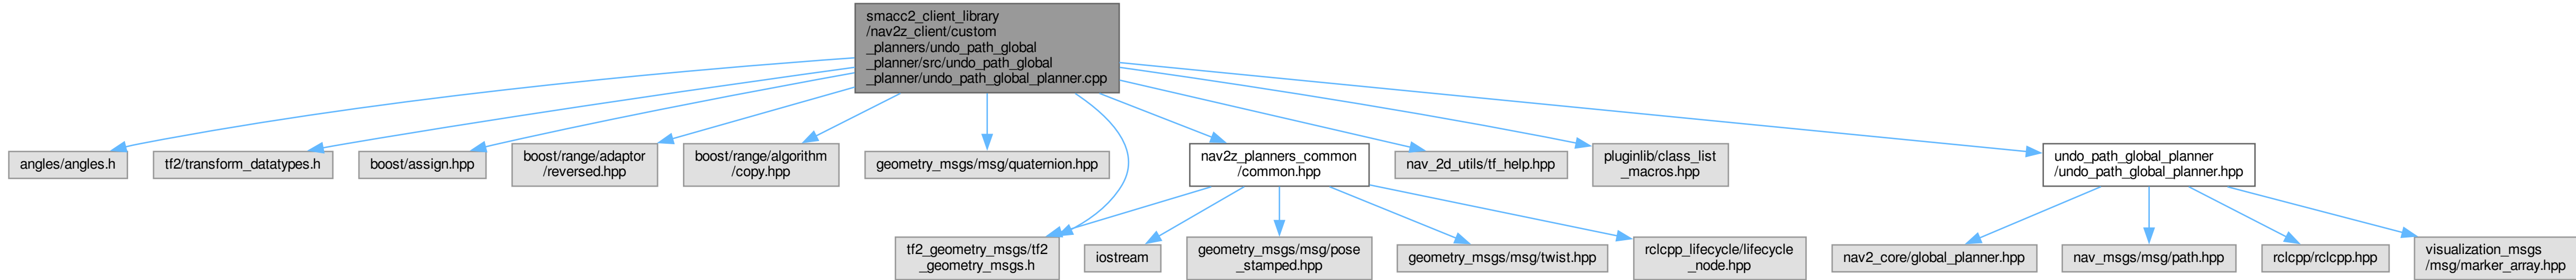 smacc2_client_library
/nav2z_client/custom
_planners/undo_path_global
_planner/src/undo_path_global
_planner/undo_path_global_planner.cpp
angles/angles.h
tf2/transform_datatypes.h
boost/assign.hpp
boost/range/adaptor
/reversed.hpp
boost/range/algorithm
/copy.hpp
geometry_msgs/msg/quaternion.hpp
nav2z_planners_common
/common.hpp
nav_2d_utils/tf_help.hpp
pluginlib/class_list
_macros.hpp
undo_path_global_planner
/undo_path_global_planner.hpp
tf2_geometry_msgs/tf2
_geometry_msgs.h
iostream
geometry_msgs/msg/pose
_stamped.hpp
geometry_msgs/msg/twist.hpp
rclcpp_lifecycle/lifecycle
_node.hpp
nav2_core/global_planner.hpp
nav_msgs/msg/path.hpp
rclcpp/rclcpp.hpp
visualization_msgs
/msg/marker_array.hpp